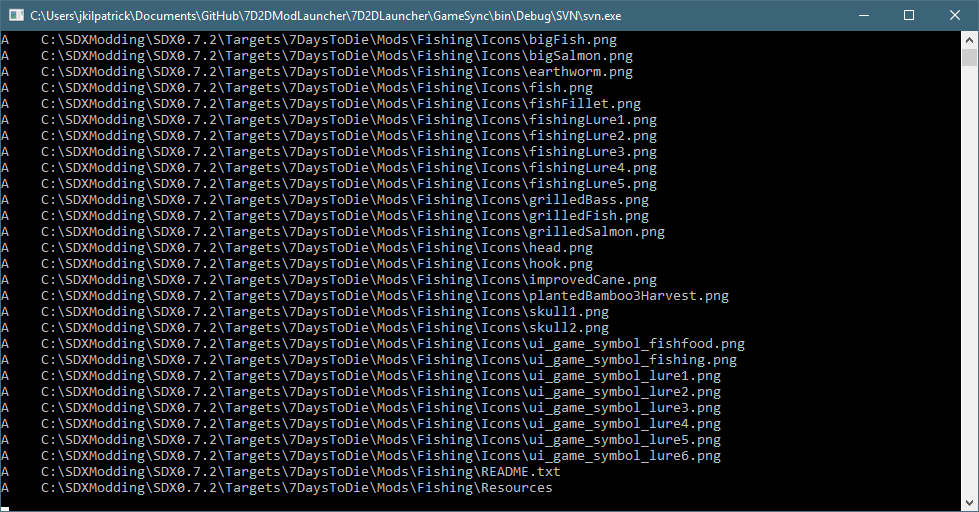 C:\Users\jkilpatrick\Documents\GitHub\7D2DModLauncher\7D2DLauncher\GameSync\bin\Debug\SVN\svn.exe
A    C:\SDXModding\SDX0.7.2\Targets\7DaysToDie\Mods\Fishing\Icons\bigFish.png
A    C:\SDXModding\SDX0.7.2\Targets\7DaysToDie\Mods\Fishing\Icons\bigSalmon.png
A    C:\SDXModding\SDX0.7.2\Targets\7DaysToDie\Mods\Fishing\Icons\earthworm.png
A    C:\SDXModding\SDX0.7.2\Targets\7DaysToDie\Mods\Fishing\Icons\fish.png
A    C:\SDXModding\SDX0.7.2\Targets\7DaysToDie\Mods\Fishing\Icons\fishFillet.png
A    C:\SDXModding\SDX0.7.2\Targets\7DaysToDie\Mods\Fishing\Icons\fishingLure1.png
A    C:\SDXModding\SDX0.7.2\Targets\7DaysToDie\Mods\Fishing\Icons\fishingLure2.png
A    C:\SDXModding\SDX0.7.2\Targets\7DaysToDie\Mods\Fishing\Icons\fishingLure3.png
A    C:\SDXModding\SDX0.7.2\Targets\7DaysToDie\Mods\Fishing\Icons\fishingLure4.png
A    C:\SDXModding\SDX0.7.2\Targets\7DaysToDie\Mods\Fishing\Icons\fishingLure5.png
A    C:\SDXModding\SDX0.7.2\Targets\7DaysToDie\Mods\Fishing\Icons\grilledBass.png
A    C:\SDXModding\SDX0.7.2\Targets\7DaysToDie\Mods\Fishing\Icons\grilledFish.png
A    C:\SDXModding\SDX0.7.2\Targets\7DaysToDie\Mods\Fishing\Icons\grilledSalmon.png
A    C:\SDXModding\SDX0.7.2\Targets\7DaysToDie\Mods\Fishing\Icons\head.png
A    C:\SDXModding\SDX0.7.2\Targets\7DaysToDie\Mods\Fishing\Icons\hook.png
A    C:\SDXModding\SDX0.7.2\Targets\7DaysToDie\Mods\Fishing\Icons\improvedCane.png
A    C:\SDXModding\SDX0.7.2\Targets\7DaysToDie\Mods\Fishing\Icons\plantedBamboo3Harvest.png
A    C:\SDXModding\SDX0.7.2\Targets\7DaysToDie\Mods\Fishing\Icons\skull1.png
A    C:\SDXModding\SDX0.7.2\Targets\7DaysToDie\Mods\Fishing\Icons\skull2.png
A    C:\SDXModding\SDX0.7.2\Targets\7DaysToDie\Mods\Fishing\Icons\ui_game_symbol_fishfood.png
A    C:\SDXModding\SDX0.7.2\Targets\7DaysToDie\Mods\Fishing\Icons\ui_game_symbol_fishing.png
A    C:\SDXModding\SDX0.7.2\Targets\7DaysToDie\Mods\Fishing\Icons\ui_game_symbol_lure1.png
A    C:\SDXModding\SDX0.7.2\Targets\7DaysToDie\Mods\Fishing\Icons\ui_game_symbol_lure2.png
A    C:\SDXModding\SDX0.7.2\Targets\7DaysToDie\Mods\Fishing\Icons\ui_game_symbol_lure3.png
A    C:\SDXModding\SDX0.7.2\Targets\7DaysToDie\Mods\Fishing\Icons\ui_game_symbol_lure4.png
A    C:\SDXModding\SDX0.7.2\Targets\7DaysToDie\Mods\Fishing\Icons\ui_game_symbol_lure5.png
A    C:\SDXModding\SDX0.7.2\Targets\7DaysToDie\Mods\Fishing\Icons\ui_game_symbol_lure6.png
A    C:\SDXModding\SDX0.7.2\Targets\7DaysToDie\Mods\Fishing\README.txt
A    C:\SDXModding\SDX0.7.2\Targets\7DaysToDie\Mods\Fishing\Resources